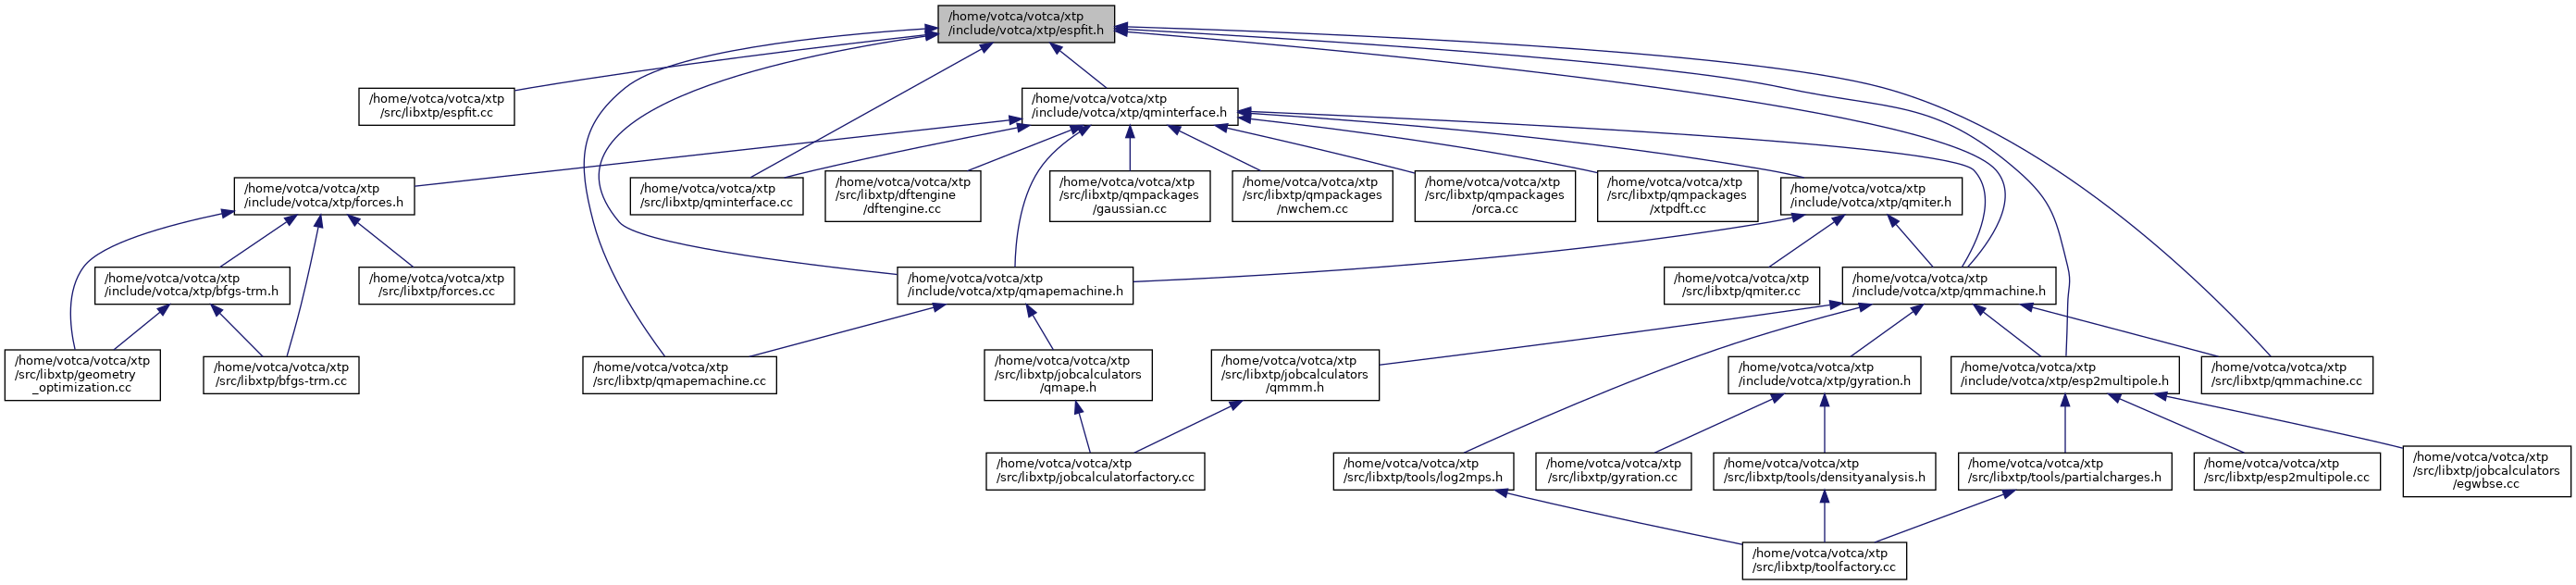 /home/votca/votca/xtp
/include/votca/xtp/espfit.h
/home/votca/votca/xtp
/src/libxtp/espfit.cc
/home/votca/votca/xtp
/include/votca/xtp/qminterface.h
/home/votca/votca/xtp
/include/votca/xtp/forces.h
/home/votca/votca/xtp
/src/libxtp/qminterface.cc
/home/votca/votca/xtp
/src/libxtp/dftengine
/dftengine.cc
/home/votca/votca/xtp
/src/libxtp/qmpackages
/gaussian.cc
/home/votca/votca/xtp
/src/libxtp/qmpackages
/nwchem.cc
/home/votca/votca/xtp
/src/libxtp/qmpackages
/orca.cc
/home/votca/votca/xtp
/src/libxtp/qmpackages
/xtpdft.cc
/home/votca/votca/xtp
/include/votca/xtp/qmiter.h
/home/votca/votca/xtp
/include/votca/xtp/bfgs-trm.h
/home/votca/votca/xtp
/src/libxtp/forces.cc
/home/votca/votca/xtp
/include/votca/xtp/qmapemachine.h
/home/votca/votca/xtp
/src/libxtp/qmiter.cc
/home/votca/votca/xtp
/include/votca/xtp/qmmachine.h
/home/votca/votca/xtp
/src/libxtp/geometry
_optimization.cc
/home/votca/votca/xtp
/src/libxtp/bfgs-trm.cc
/home/votca/votca/xtp
/src/libxtp/qmapemachine.cc
/home/votca/votca/xtp
/src/libxtp/jobcalculators
/qmape.h
/home/votca/votca/xtp
/src/libxtp/jobcalculators
/qmmm.h
/home/votca/votca/xtp
/include/votca/xtp/gyration.h
/home/votca/votca/xtp
/include/votca/xtp/esp2multipole.h
/home/votca/votca/xtp
/src/libxtp/qmmachine.cc
/home/votca/votca/xtp
/src/libxtp/jobcalculatorfactory.cc
/home/votca/votca/xtp
/src/libxtp/tools/log2mps.h
/home/votca/votca/xtp
/src/libxtp/gyration.cc
/home/votca/votca/xtp
/src/libxtp/tools/densityanalysis.h
/home/votca/votca/xtp
/src/libxtp/tools/partialcharges.h
/home/votca/votca/xtp
/src/libxtp/esp2multipole.cc
/home/votca/votca/xtp
/src/libxtp/jobcalculators
/egwbse.cc
/home/votca/votca/xtp
/src/libxtp/toolfactory.cc